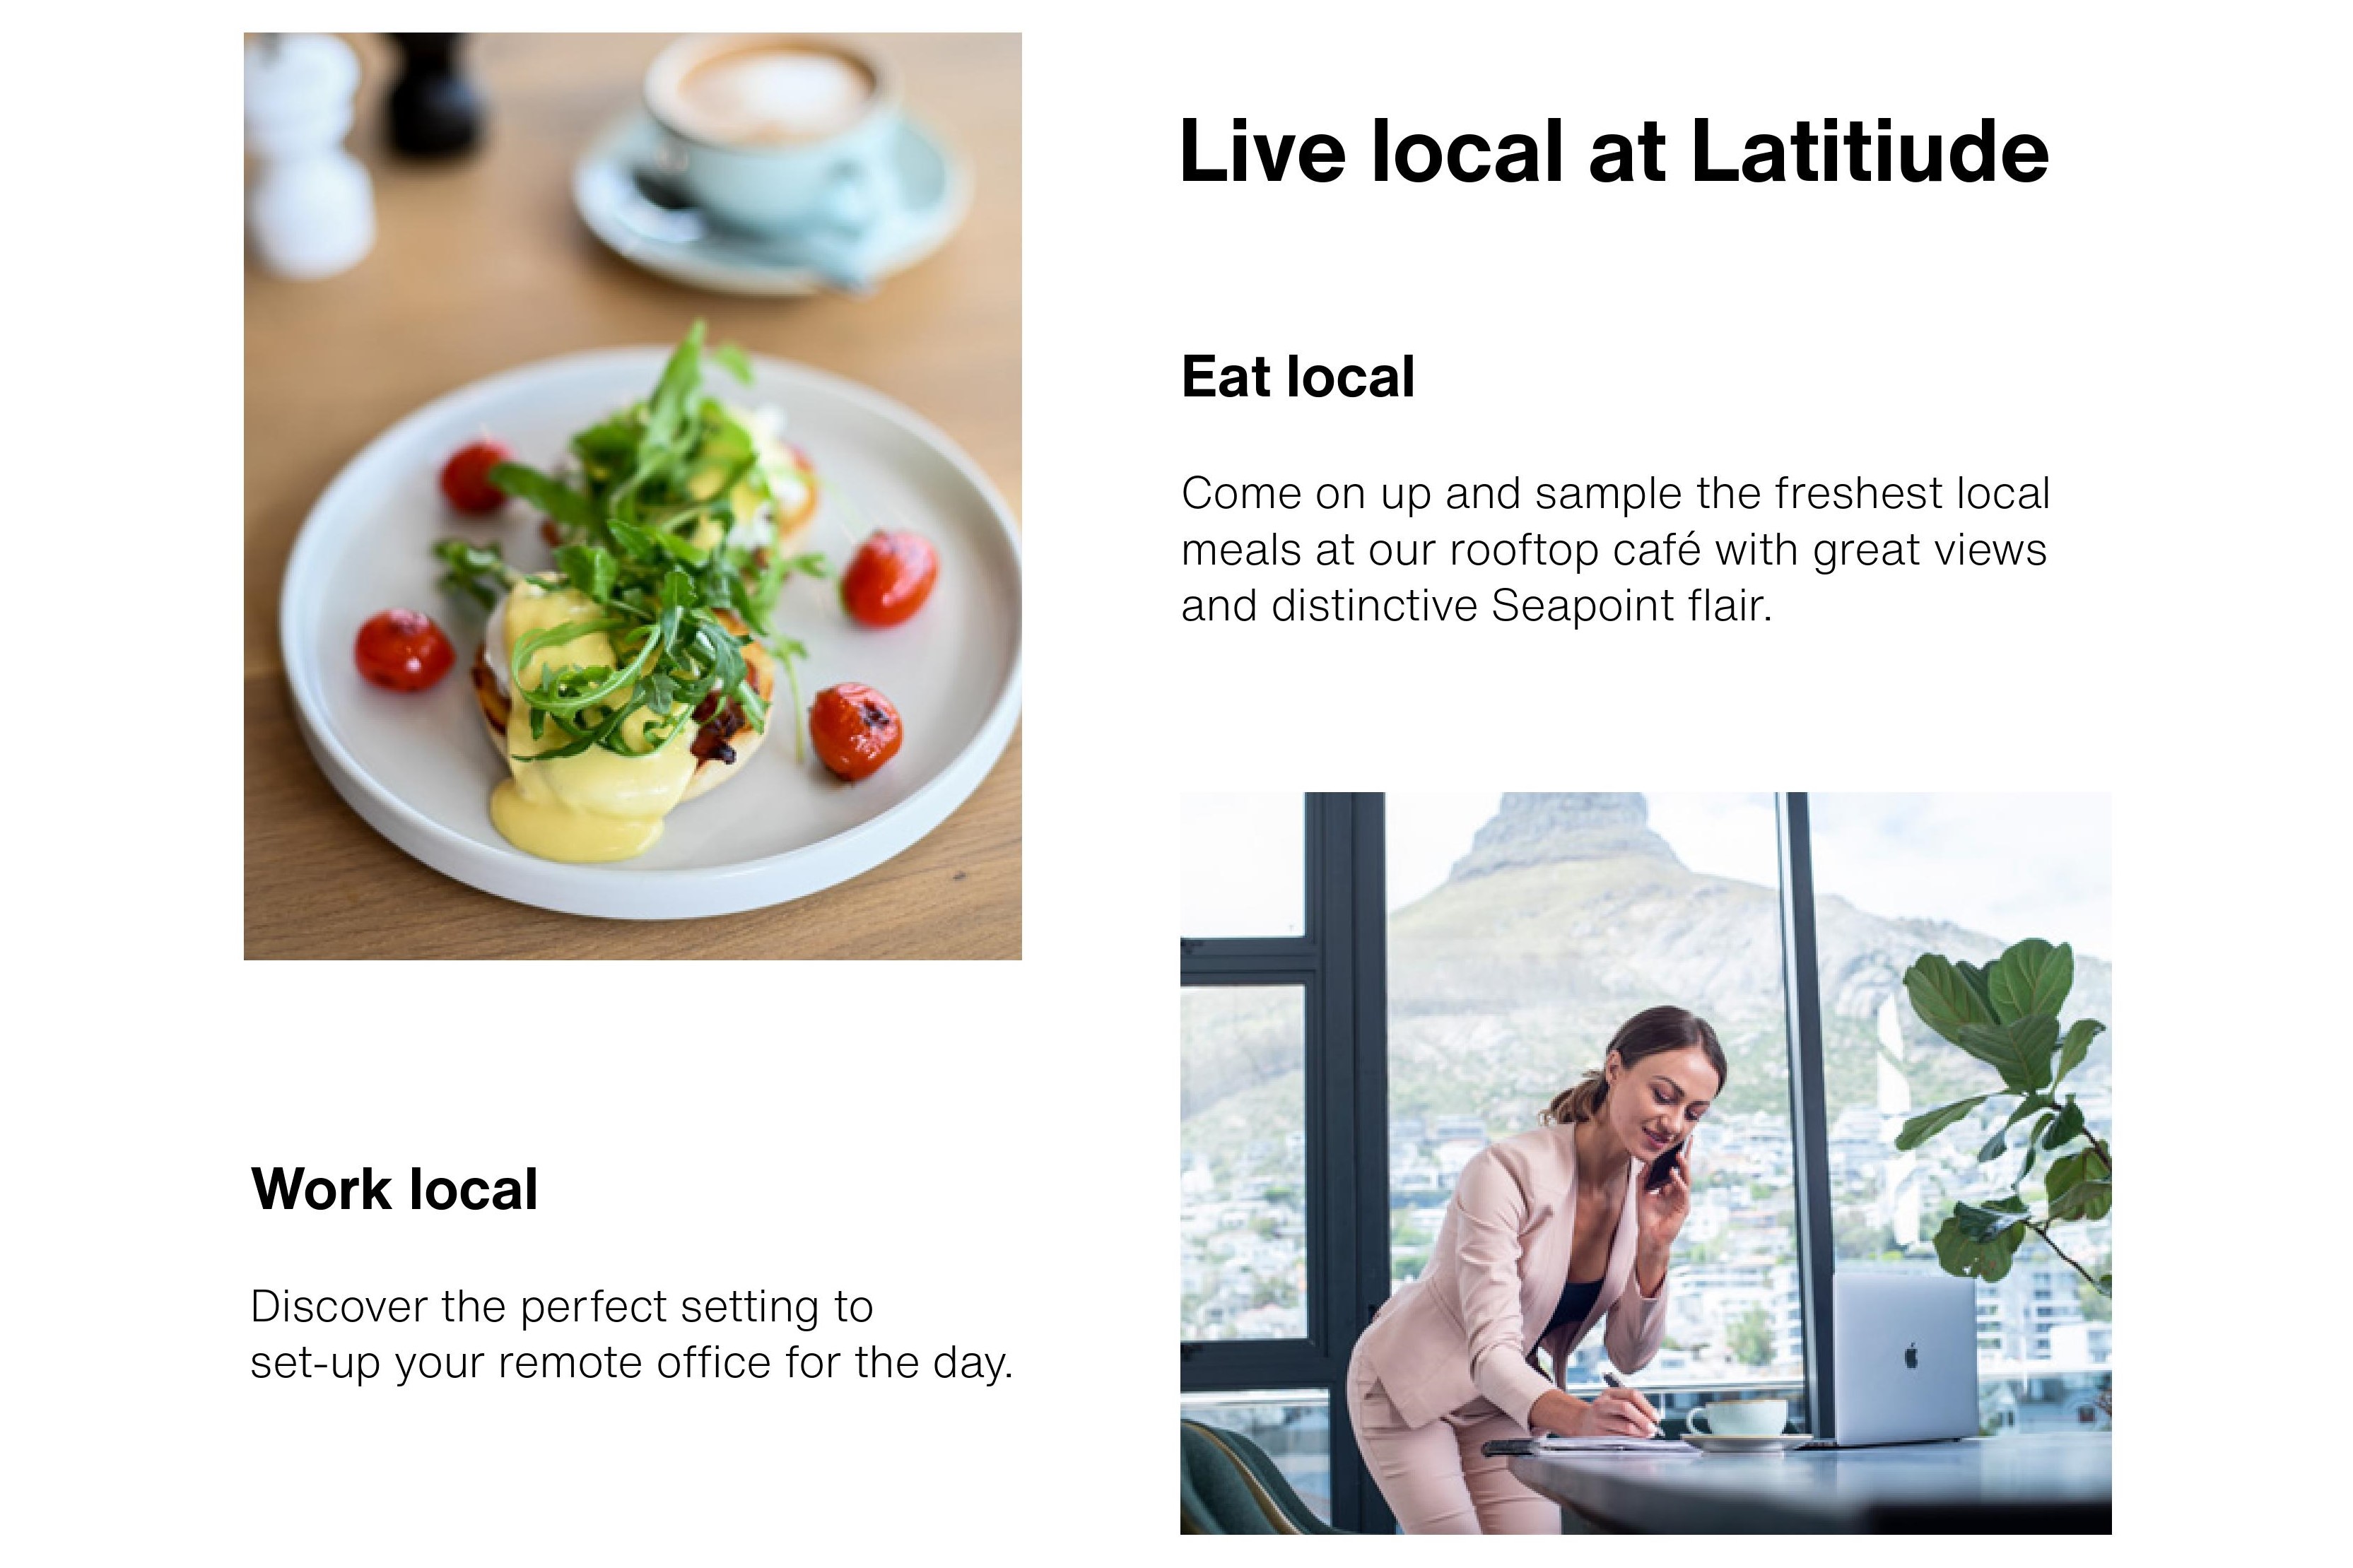 Live local at Latitiude
Eat local
Come on up and sample the freshest local
meals at our rooftop café with great views
and distinctive Seapoint flair.
Work local
Discover the perfect setting to
set-up your remote office for the day.